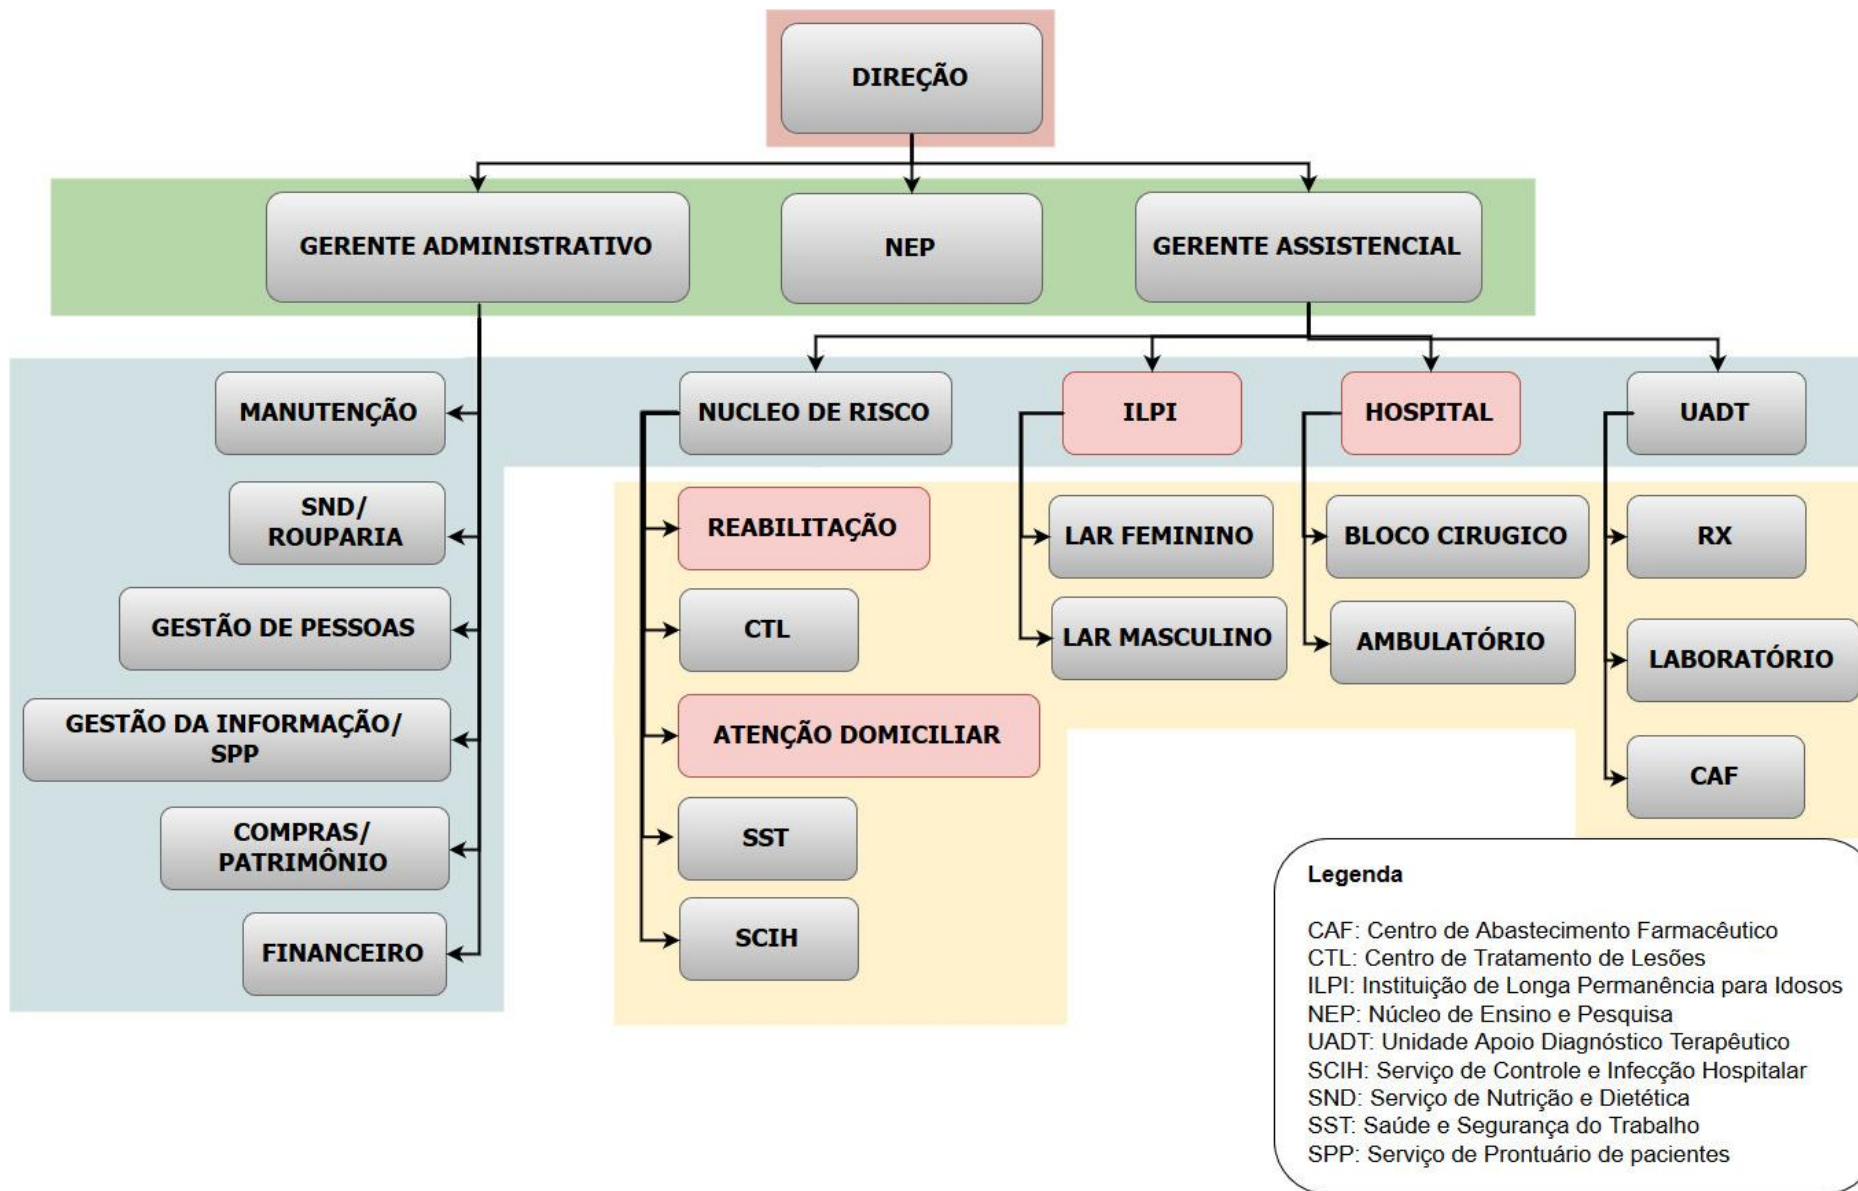 DIREÇÃO
GERENTE ADMINISTRATIVO
NEP
GERENTE ASSISTENCIAL
MANUTENÇÃO
SND/
ROUPARIA
GESTÃO DE PESSOAS
GESTÃO DA INFORMAÇÃO/
SPP
COMPRAS/
PATRIMÔNIO
FINANCEIRO
NUCLEO DE RISCO
REABILITAÇÃO
CTL
ATENÇÃO DOMICILIAR
SST
SCIH
ILPI
LAR FEMININO
LAR MASCULINO
HOSPITAL
BLOCO CIRUGICO
AMBULATÓRIO
UADT
RX
LABORATÓRIO
CAF
Legenda
CAF: Centro de Abastecimento Farmacêutico
CTL: Centro de Tratamento de Lesões
ILPI: Instituição de Longa Permanência para Idosos
NEP: Núcleo de Ensino e Pesquisa
UADT: Unidade Apoio Diagnóstico Terapêutico
SCIH: Serviço de Controle e Infecção Hospitalar
SND: Serviço de Nutrição e Dietética
SST: Saúde e Segurança do Trabalho
SPP: Serviço de Prontuário de pacientes